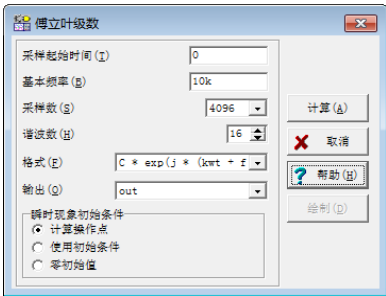 傅立叶级数
采样起始时间(I) 0
基本频率(B) 10k
采样数(S) 4096
谐波数(H) 16
格式(F) C * exp(j * (kwt + f
输出(O) out
瞬时现象初始条件
计算操作点
使用初始条件
零初始值
计算(A)
取消
帮助(H)
绘制(D)